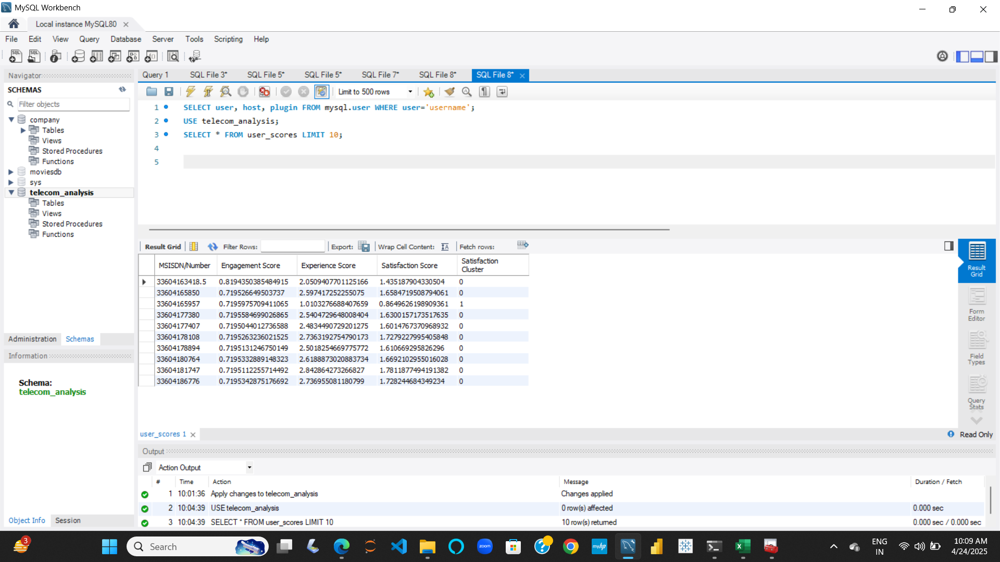 MySQL Workbench
Local instance MySQL80
File Edit View Query Database Server Tools Scripting Help
Navigator
SCHEMAS
Filter objects
company
Tables
Views
Stored Procedures
Functions
moviesdb
sys
telecom_analysis
Tables
Views
Stored Procedures
Functions
Administration Schemas
Information
Schema:
telecom_analysis
Object Info Session
Query 1 SQL File 3* SQL File 5* SQL File 5* SQL File 7* SQL File 8* SQL File 8*
Limit to 500 rows
1 SELECT user, host, plugin FROM mysql.user WHERE user='username';
2 USE telecom_analysis;
3 SELECT * FROM user_scores LIMIT 10;
4
5
Result Grid Filter Rows: Export: Wrap Cell Content: Fetch rows:
MSISDN/Number Engagement Score Experience Score Satisfaction Score Satisfaction Cluster
33604163418.5 0.8194350385484915 2.0509407701125166 1.435187904330504 0
33604165850 0.719526649503737 2.597417252255075 1.6584719508794061 0
33604165957 0.7195975709411065 1.0103276688407659 0.8649626198909361 1
33604177380 0.7195584699026865 2.5404729648008404 1.6300157173517635 0
33604177407 0.7195044012736588 2.4834490729201275 1.6014767370968932 0
33604178108 0.7195263236021525 2.7363192754790173 1.7279227995405848 0
33604178894 0.7195131246750149 2.5018254669775772 1.610669295826296 0
33604180764 0.7195332889148323 2.6188873020883734 1.6692102955016028 0
33604181747 0.7195112255714492 2.842864273266827 1.7811877494191382 0
33604186776 0.7195342875176692 2.736955081180799 1.728244684349234 0
Result Grid
Form Editor
Field Types
Query Stats
user_scores 1
Read Only
Output
Action Output
# Time Action Message Duration / Fetch
1 10:01:36 Apply changes to telecom_analysis Changes applied
2 10:04:39 USE telecom_analysis 0 row(s) affected 0.000 sec
3 10:04:39 SELECT * FROM user_scores LIMIT 10 10 row(s) returned 0.000 sec / 0.000 sec
3
Search
zoom
myhp
ENG
IN
10:09 AM
4/24/2025